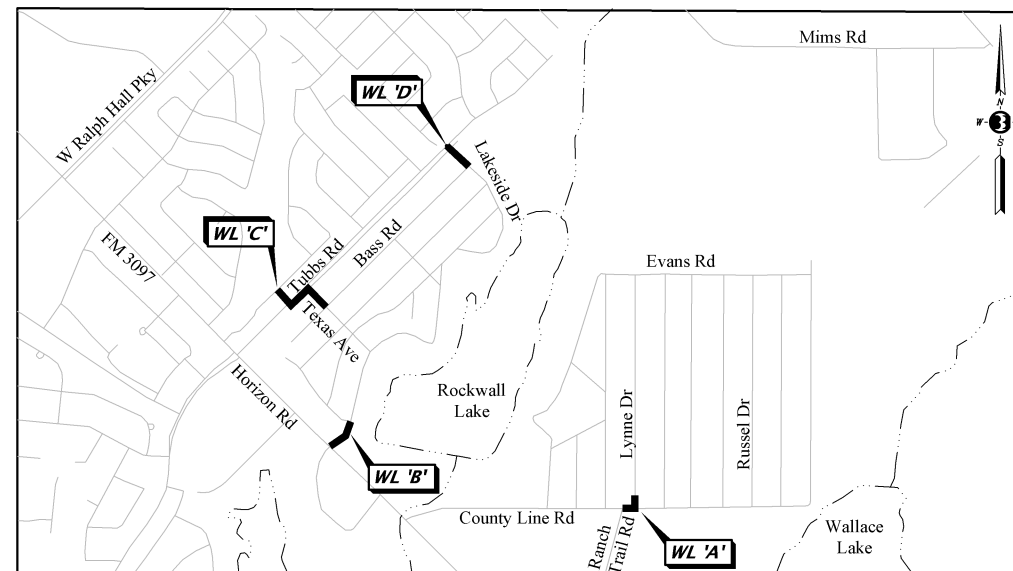 Mims Rd
WL 'D'
W Ralph Hall Pky
N
W
3
S
Lakeside Dr
WL 'C'
Tubbs Rd
Bass Rd
FM 3097
Evans Rd
Texas Ave
Horizon Rd
Rockwall
Lake
Lynne Dr
Russel Dr
WL 'B'
County Line Rd
Ranch
Trail Rd
Wallace
Lake
WL 'A'